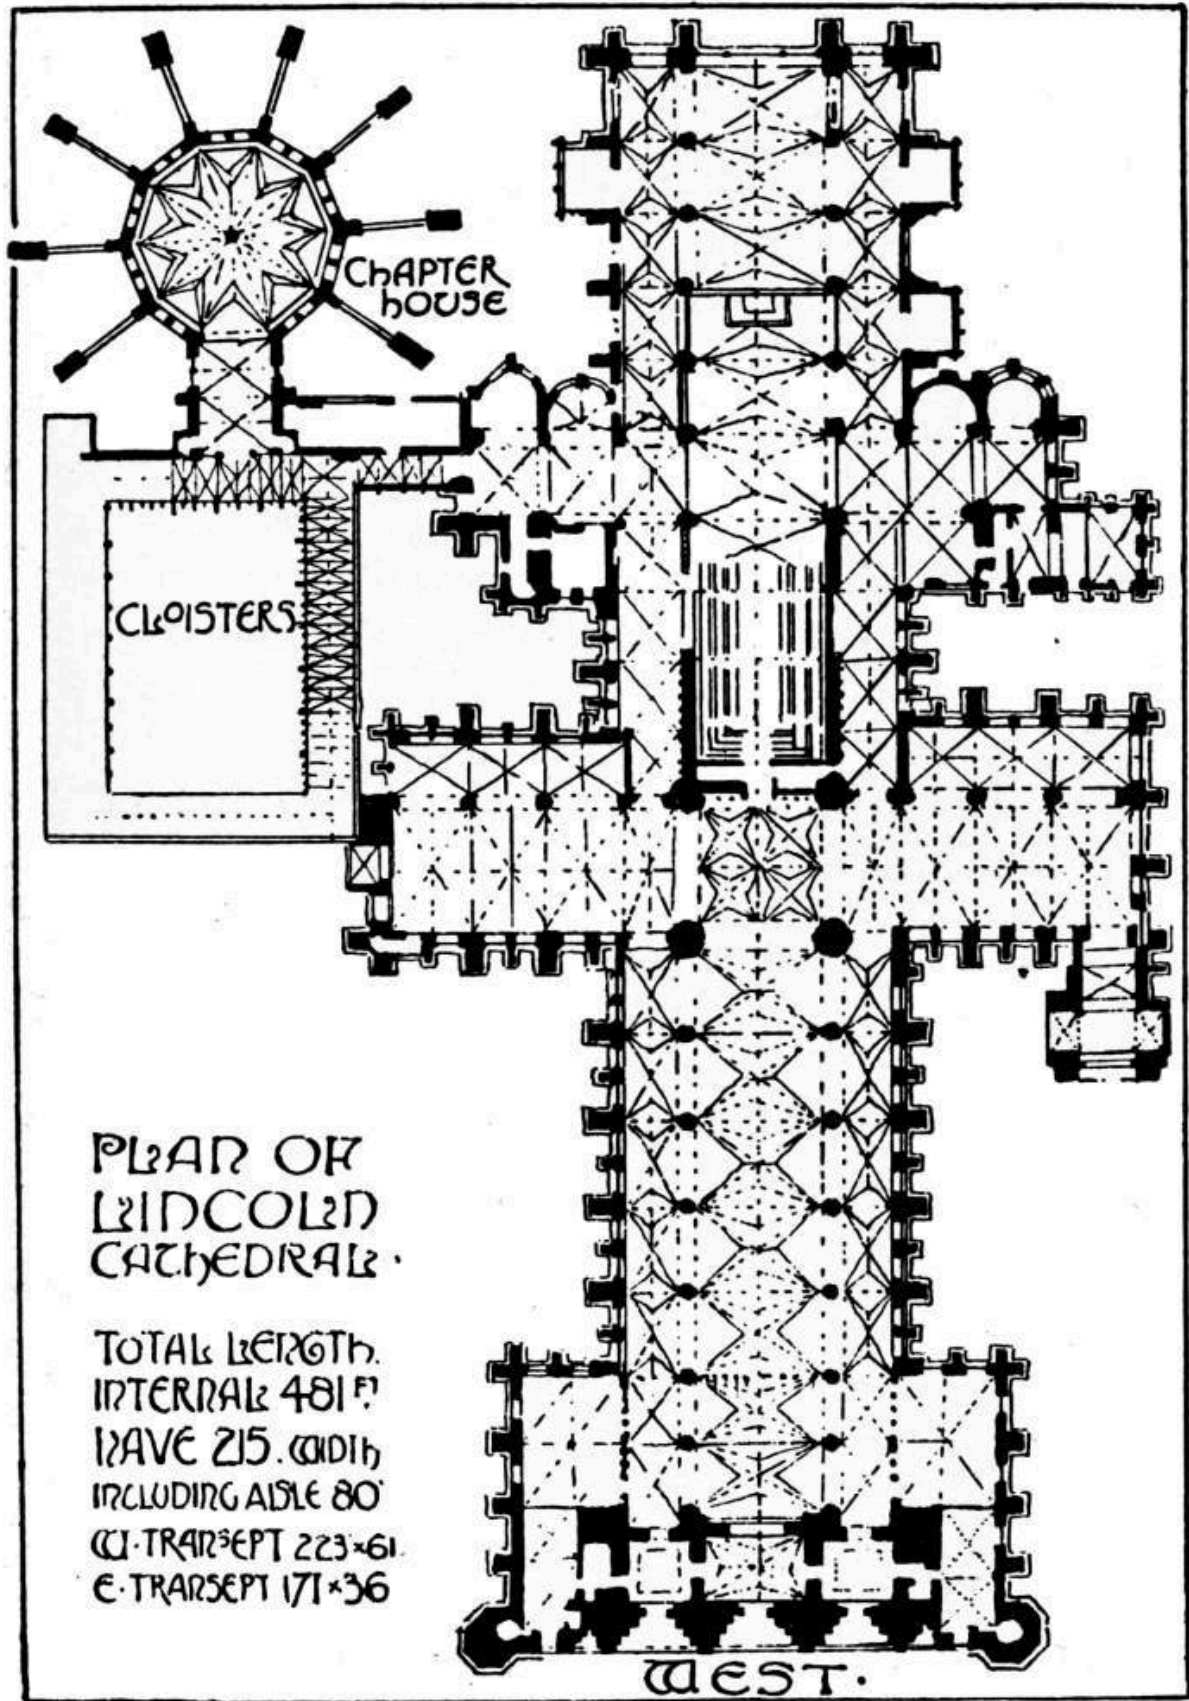 CHAPTER
HOUSE
CLOISTERS
PLAN OF
LINCOLN
CATHEDRAL.
TOTAL LENGTH.
INTERNAL 481 FT.
NAVE 215. WIDTH
INCLUDING AISLE 80'
W. TRANSEPT 223×61.
E. TRANSEPT 171×36
WEST.